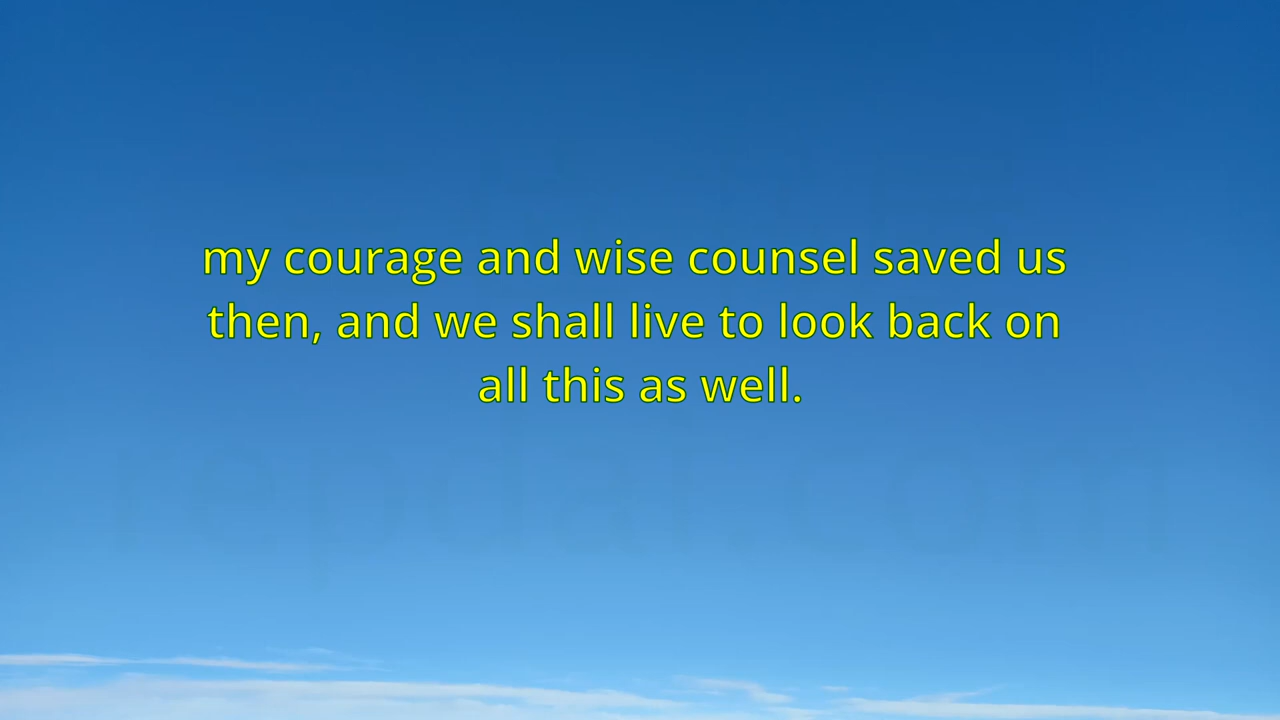 my courage and wise counsel saved us
then, and we shall live to look back on
all this as well.